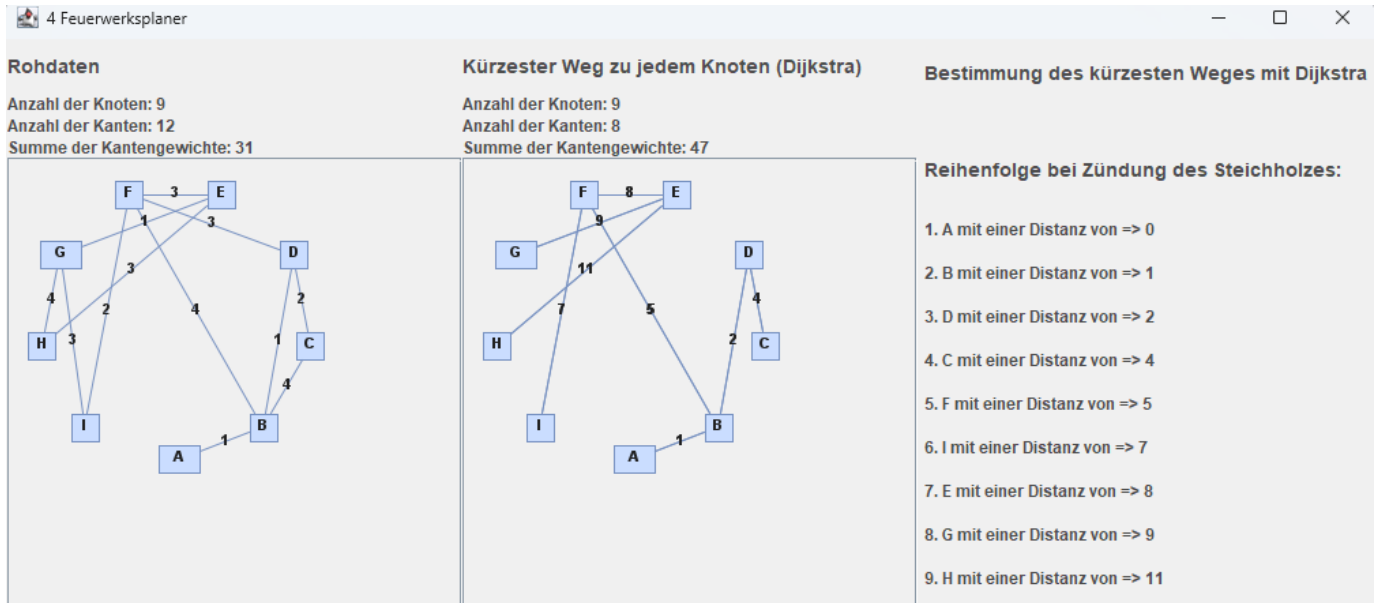 4 Feuerwerksplaner
Rohdaten
Anzahl der Knoten: 9
Anzahl der Kanten: 12
Summe der Kantengewichte: 31
F 3 E
1 3
G D
3
4 2 4 2
H 3 1 C
4
I B
1
A
Kürzester Weg zu jedem Knoten (Dijkstra)
Anzahl der Knoten: 9
Anzahl der Kanten: 8
Summe der Kantengewichte: 47
F 8 E
9
G D
11
7 5 4
H 2 C
I B
1
A
Bestimmung des kürzesten Weges mit Dijkstra
Reihenfolge bei Zündung des Steichholzes:
1. A mit einer Distanz von => 0
2. B mit einer Distanz von => 1
3. D mit einer Distanz von => 2
4. C mit einer Distanz von => 4
5. F mit einer Distanz von => 5
6. I mit einer Distanz von => 7
7. E mit einer Distanz von => 8
8. G mit einer Distanz von => 9
9. H mit einer Distanz von => 11